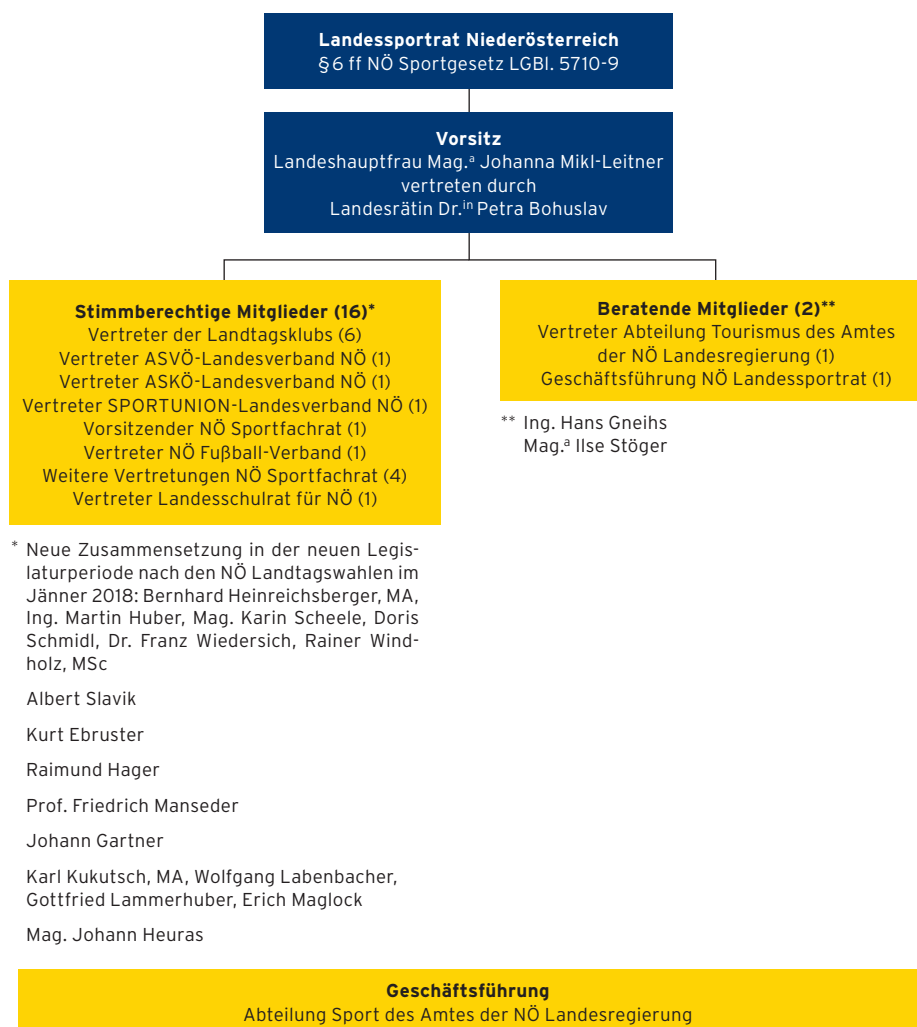 Landessportrat Niederösterreich
§ 6 ff NÖ Sportgesetz LGBl. 5710-9
Vorsitz
Landeshauptfrau Mag.ᵃ Johanna Mikl-Leitner
vertreten durch
Landesrätin Dr.ⁱⁿ Petra Bohuslav
Stimmberechtige Mitglieder (16)*
Vertreter der Landtagsklubs (6)
Vertreter ASVÖ-Landesverband NÖ (1)
Vertreter ASKÖ-Landesverband NÖ (1)
Vertreter SPORTUNION-Landesverband NÖ (1)
Vorsitzender NÖ Sportfachrat (1)
Vertreter NÖ Fußball-Verband (1)
Weitere Vertretungen NÖ Sportfachrat (4)
Vertreter Landesschulrat für NÖ (1)
* Neue Zusammensetzung in der neuen Legis-
laturperiode nach den NÖ Landtagswahlen im
Jänner 2018: Bernhard Heinreichsberger, MA,
Ing. Martin Huber, Mag. Karin Scheele, Doris
Schmidl, Dr. Franz Wiedersich, Rainer Wind-
holz, MSc
Albert Slavik
Kurt Ebruster
Raimund Hager
Prof. Friedrich Manseder
Johann Gartner
Karl Kukutsch, MA, Wolfgang Labenbacher,
Gottfried Lammerhuber, Erich Maglock
Mag. Johann Heuras
Beratende Mitglieder (2)**
Vertreter Abteilung Tourismus des Amtes
der NÖ Landesregierung (1)
Geschäftsführung NÖ Landessportrat (1)
** Ing. Hans Gneihs
Mag.ᵃ Ilse Stöger
Geschäftsführung
Abteilung Sport des Amtes der NÖ Landesregierung